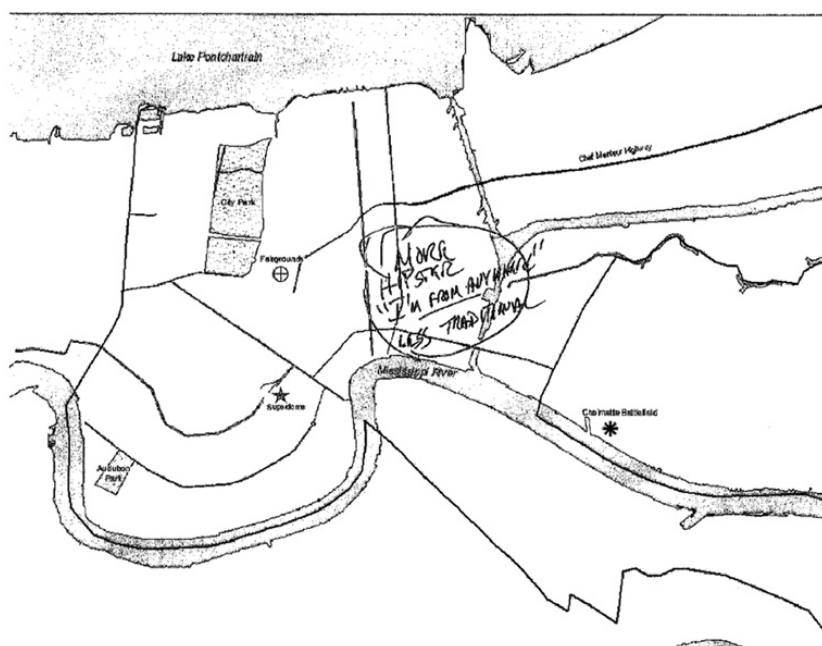 Lake Pontchartrain
Chef Menteur Highway
City Park
Fairgrounds
MORE
HIPSTER
"I'M FROM ANYWHERE"
LESS TRADITIONAL
Mississippi River
Superdome
Chalmette Battlefield
Audubon
Park